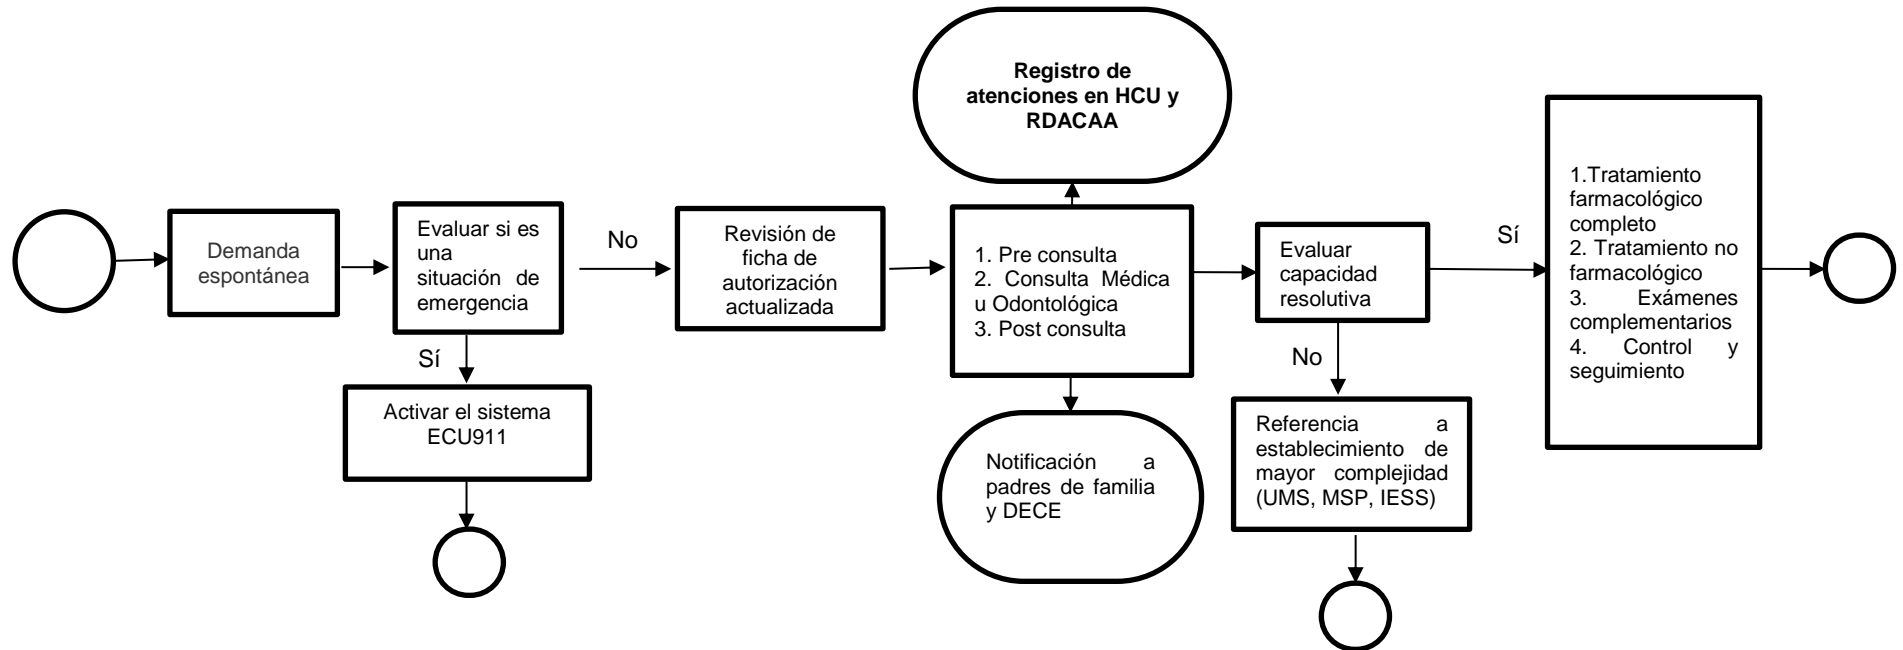 Demanda
espontánea
Evaluar si es
una
situación de
emergencia
Sí
Activar el sistema
ECU911
No
Revisión de
ficha de
autorización
actualizada
Registro de
atenciones en HCU y
RDACAA
1. Pre consulta
2. Consulta Médica
u Odontológica
3. Post consulta
Notificación a
padres de familia
y DECE
Evaluar
capacidad
resolutiva
No
Referencia a
establecimiento de
mayor complejidad
(UMS, MSP, IESS)
Sí
1.Tratamiento
farmacológico
completo
2. Tratamiento no
farmacológico
3. Exámenes
complementarios
4. Control y
seguimiento